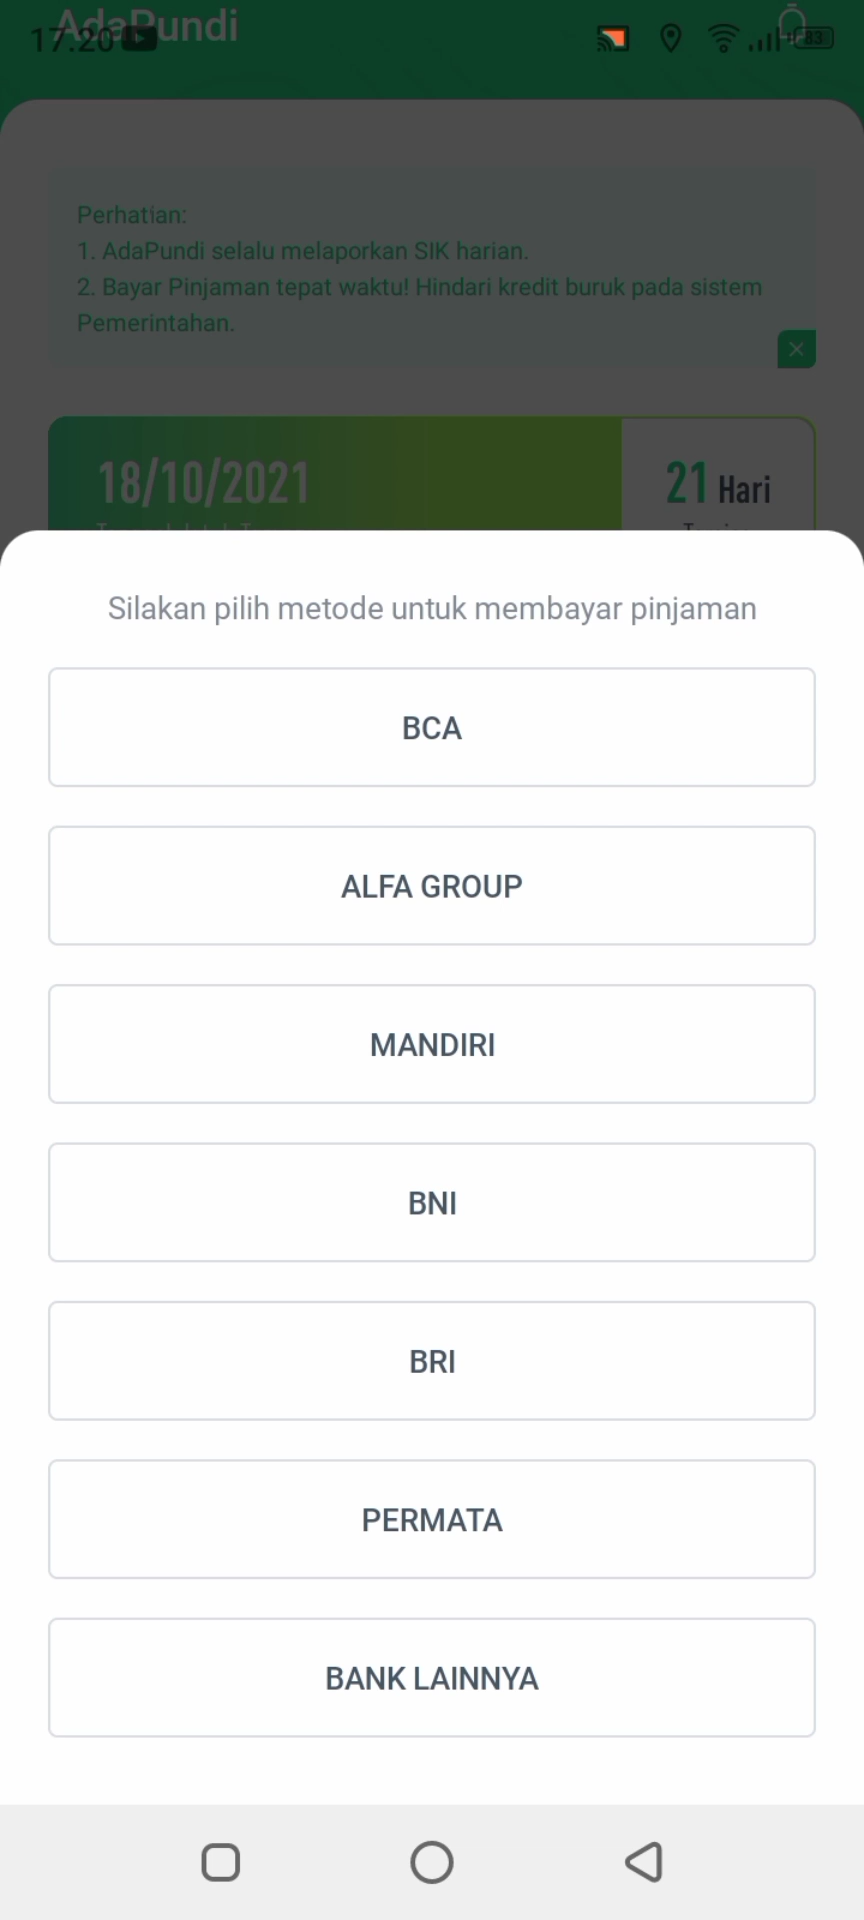 AdaPundi
17.20
83
Perhatian:
1. AdaPundi selalu melaporkan SIK harian.
2. Bayar Pinjaman tepat waktu! Hindari kredit buruk pada sistem
Pemerintahan.
18/10/2021
21 Hari
Silakan pilih metode untuk membayar pinjaman
BCA
ALFA GROUP
MANDIRI
BNI
BRI
PERMATA
BANK LAINNYA